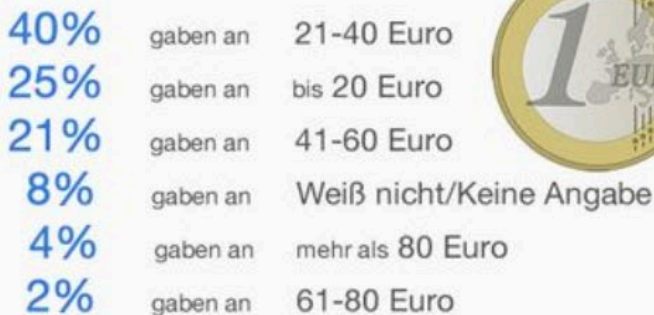 40% gaben an 21-40 Euro
25% gaben an bis 20 Euro
21% gaben an 41-60 Euro
8% gaben an Weiß nicht/Keine Angabe
4% gaben an mehr als 80 Euro
2% gaben an 61-80 Euro
1